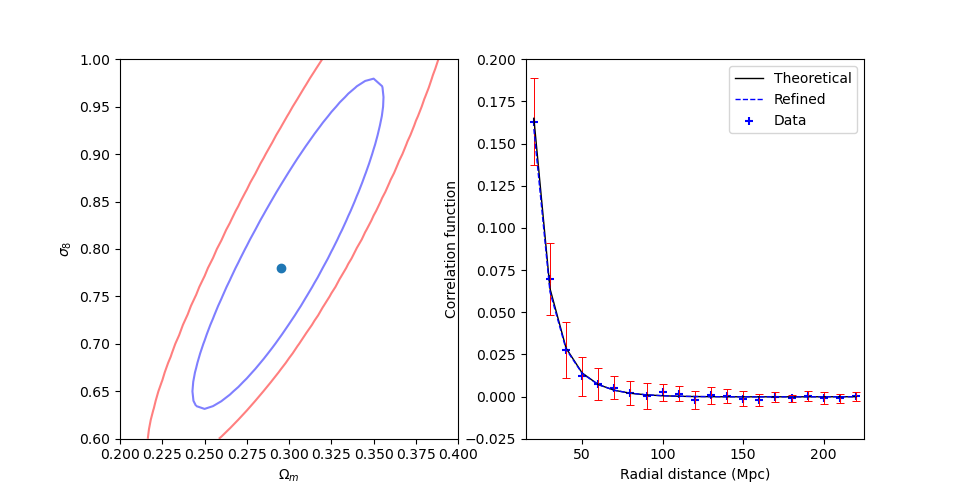 1.00
0.95
0.90
0.85
0.80
0.75
0.70
0.65
0.60
σ8
0.200 0.225 0.250 0.275 0.300 0.325 0.350 0.375 0.400
Ωm
0.200
0.175
0.150
0.125
0.100
0.075
0.050
0.025
0.000
−0.025
Correlation function
Theoretical
Refined
Data
50 100 150 200
Radial distance (Mpc)